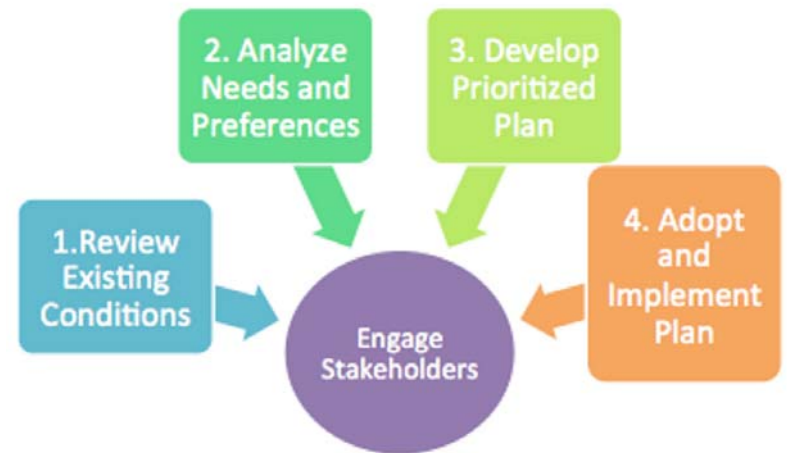 1.Review
Existing
Conditions
2. Analyze
Needs and
Preferences
3. Develop
Prioritized
Plan
4. Adopt
and
Implement
Plan
Engage
Stakeholders